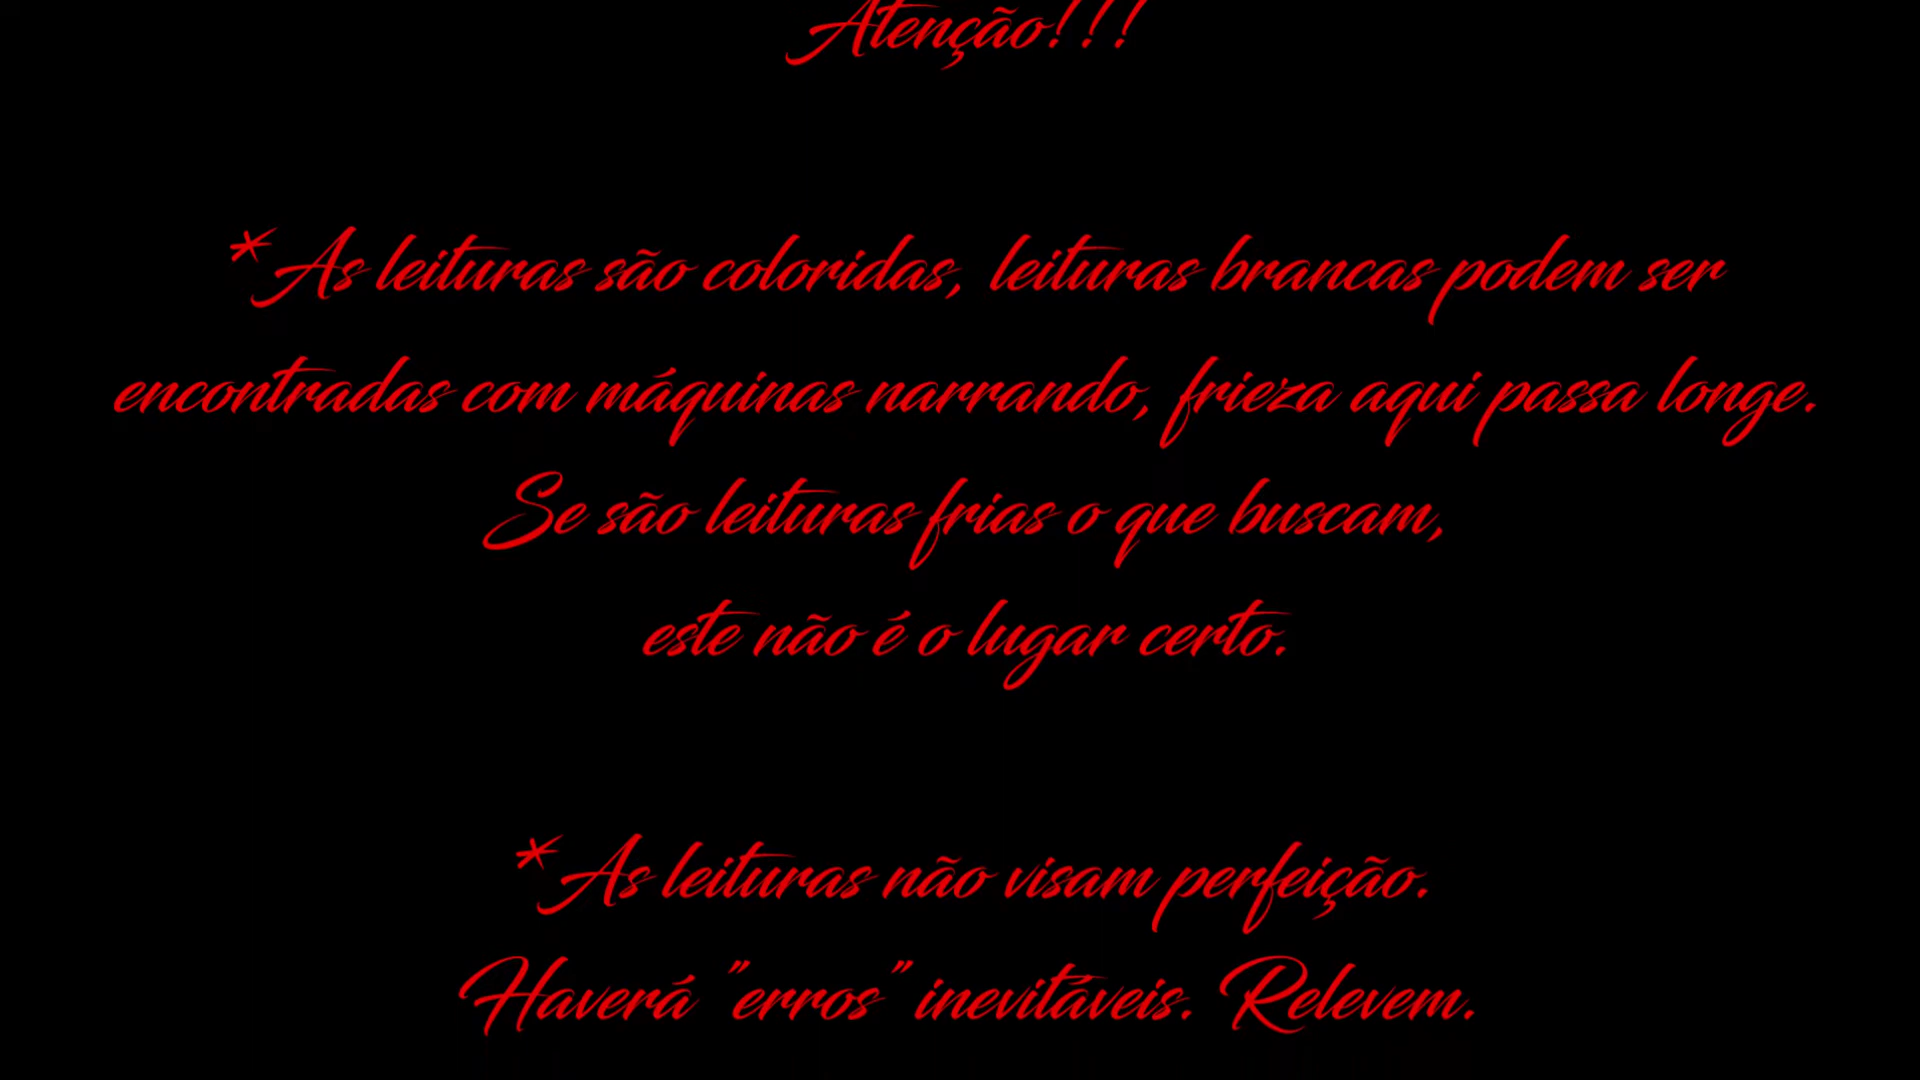 Atenção!!!
*As leituras são coloridas, leituras brancas podem ser
encontradas com máquinas narrando, frieza aqui passa longe.
Se são leituras frias o que buscam,
este não é o lugar certo.
*As leituras não visam perfeição.
Haverá "erros" inevitáveis. Relevem.